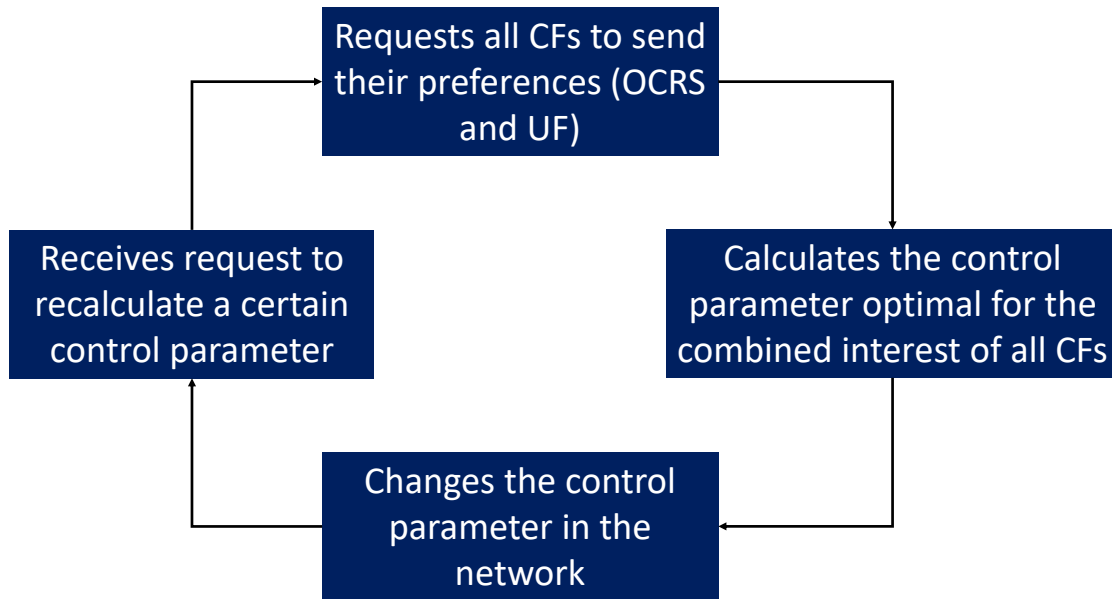 Requests all CFs to send
their preferences (OCRS
and UF)
Receives request to
recalculate a certain
control parameter
Calculates the control
parameter optimal for the
combined interest of all CFs
Changes the control
parameter in the
network